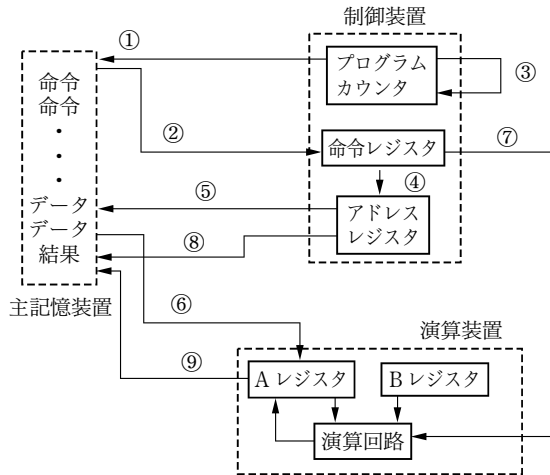 制御装置
①
プログラム
カウンタ
③
命令
命令
・
・
・
データ
データ
結果
主記憶装置
②
命令レジスタ
⑦
④
⑤
アドレス
レジスタ
⑧
⑥
⑨
演算装置
Aレジスタ
Bレジスタ
演算回路